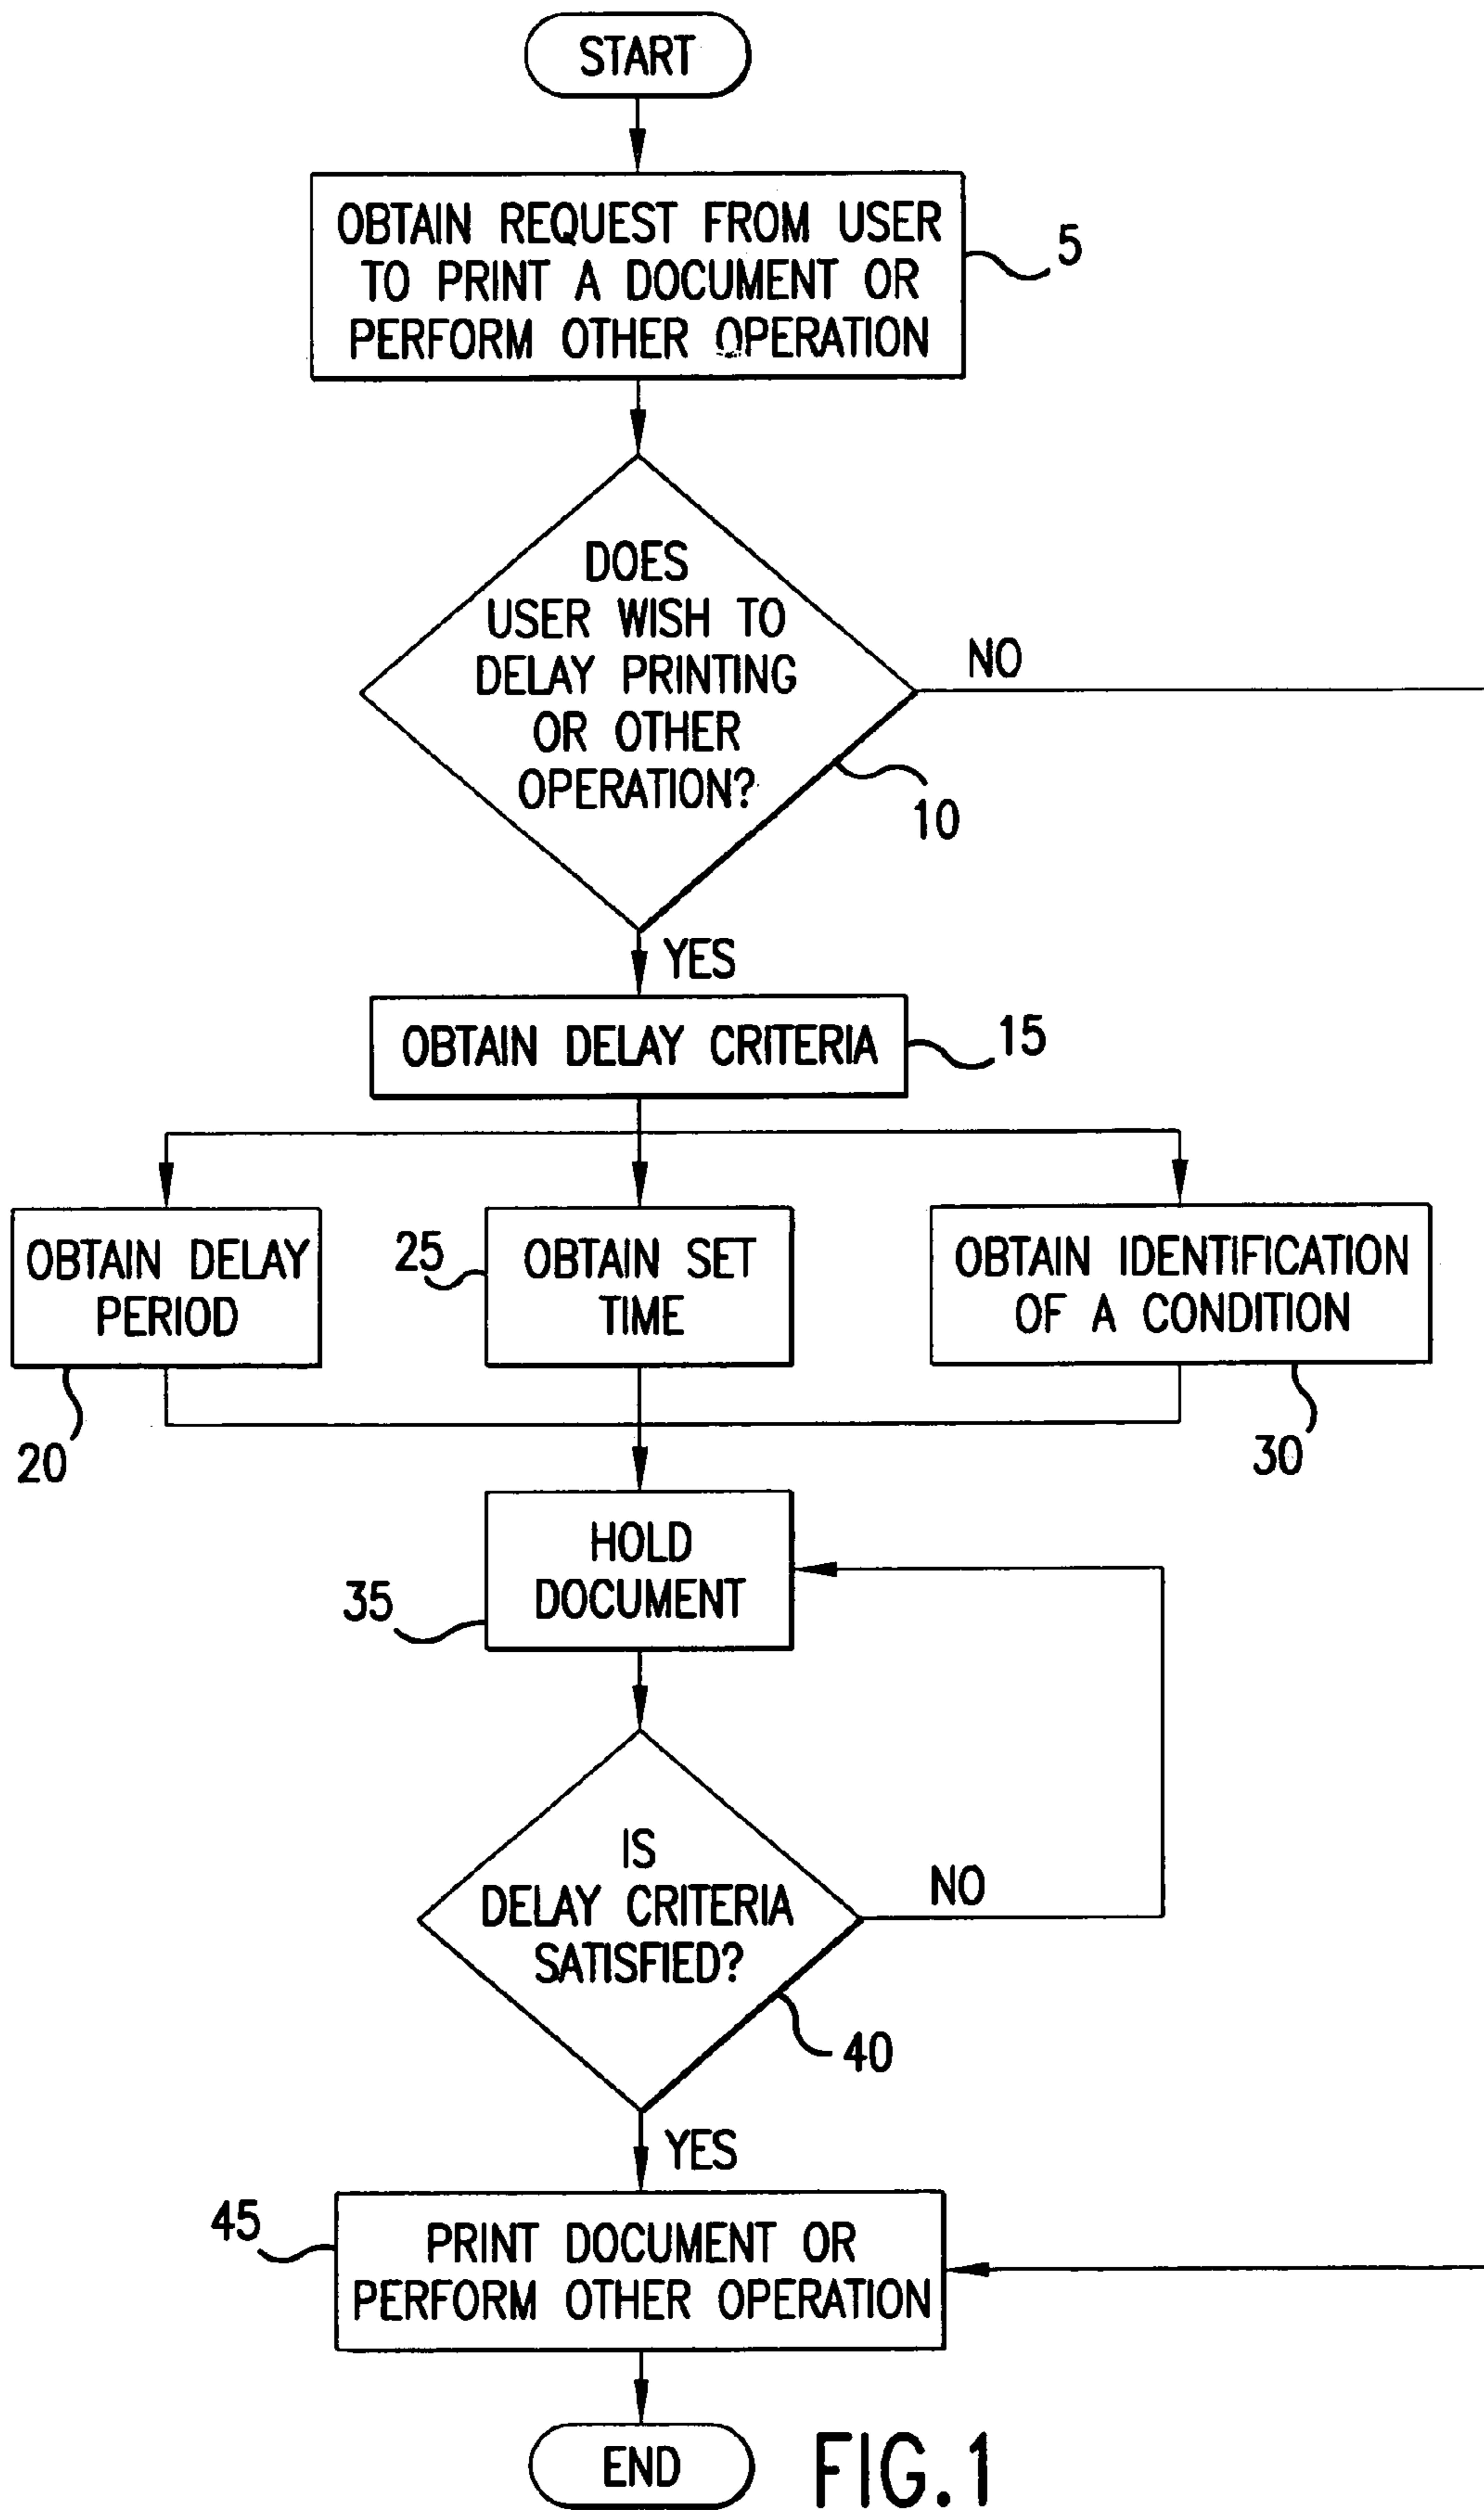 START
OBTAIN REQUEST FROM USER
TO PRINT A DOCUMENT OR
PERFORM OTHER OPERATION
5
DOES
USER WISH TO
DELAY PRINTING
OR OTHER
OPERATION?
NO
10
YES
OBTAIN DELAY CRITERIA
15
OBTAIN DELAY
PERIOD
20
25
OBTAIN SET
TIME
OBTAIN IDENTIFICATION
OF A CONDITION
30
HOLD
DOCUMENT
35
IS
DELAY CRITERIA
SATISFIED?
NO
40
YES
45
PRINT DOCUMENT OR
PERFORM OTHER OPERATION
END
FIG.1